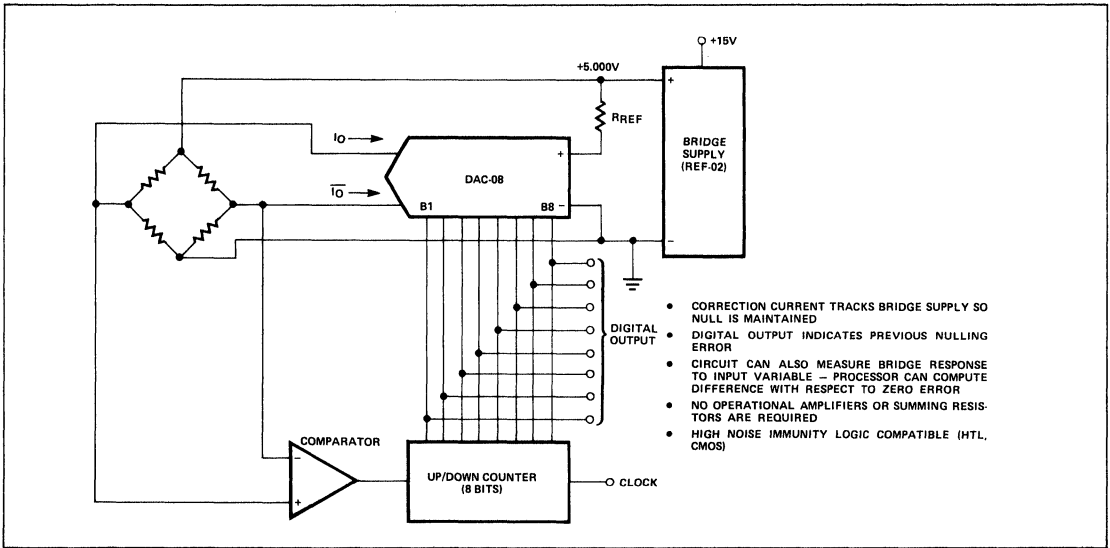 +15V
+5.000V
+
RREF
BRIDGE
SUPPLY
(REF-02)
IO
+
DAC-08
IO
B1
B8 -
-
DIGITAL
OUTPUT
• CORRECTION CURRENT TRACKS BRIDGE SUPPLY SO
NULL IS MAINTAINED
• DIGITAL OUTPUT INDICATES PREVIOUS NULLING
ERROR
• CIRCUIT CAN ALSO MEASURE BRIDGE RESPONSE
TO INPUT VARIABLE — PROCESSOR CAN COMPUTE
DIFFERENCE WITH RESPECT TO ZERO ERROR
• NO OPERATIONAL AMPLIFIERS OR SUMMING RESIS-
TORS ARE REQUIRED
• HIGH NOISE IMMUNITY LOGIC COMPATIBLE (HTL,
CMOS)
COMPARATOR
-
+
UP/DOWN COUNTER
(8 BITS)
CLOCK